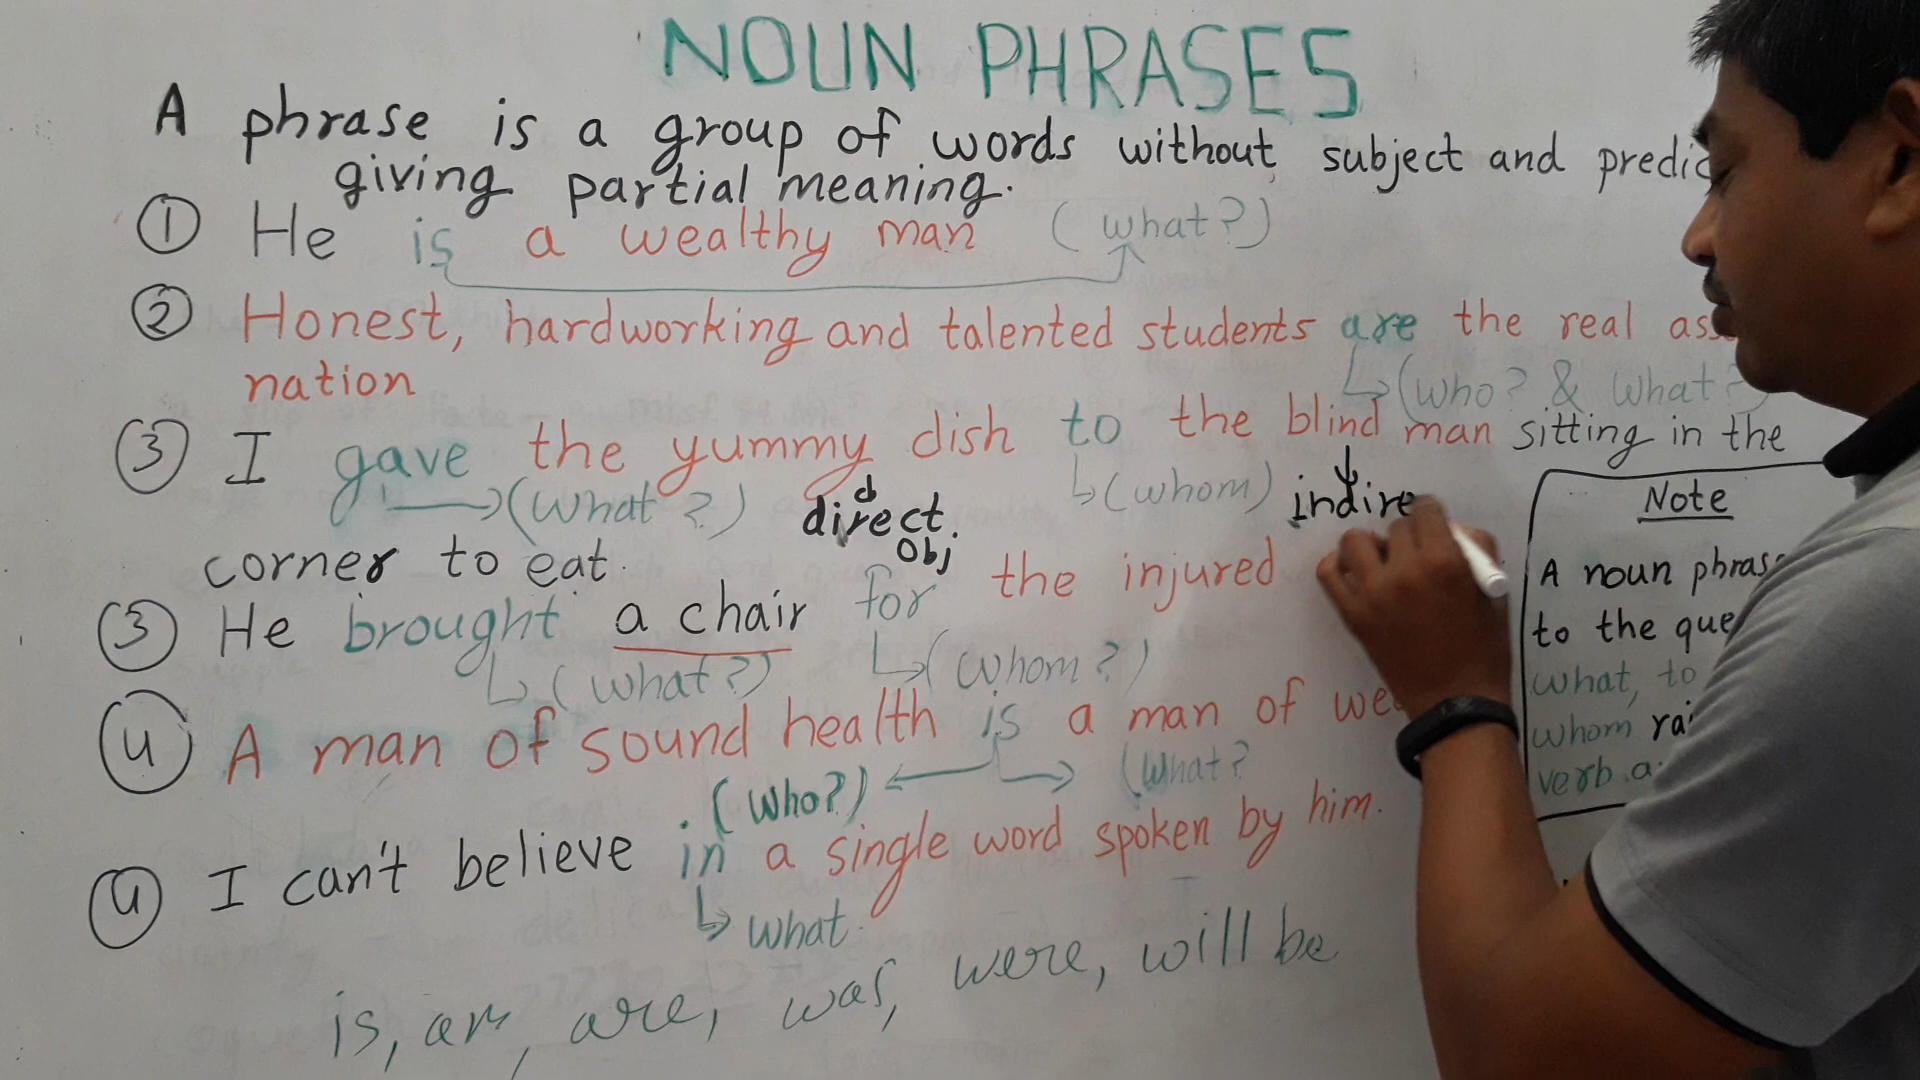 NOUN PHRASES
A phrase is a group of words without subject and predic
giving partial meaning.
① He is a wealthy man (what?)
② Honest, hardworking and talented students are the real ass
nation
(who? & what?
③ I gave the yummy dish to the blind man sitting in the
(what?) d direct obj (whom) indire
corner to eat.
③ He brought a chair for the injured
(what?) (whom?)
④ A man of sound health is a man of we
(who?) (what?
④ I can't believe in a single word spoken by him.
what.
is, am, are, was, were, will be
Note
A noun phras
to the que
what, to
whom rai
verb a